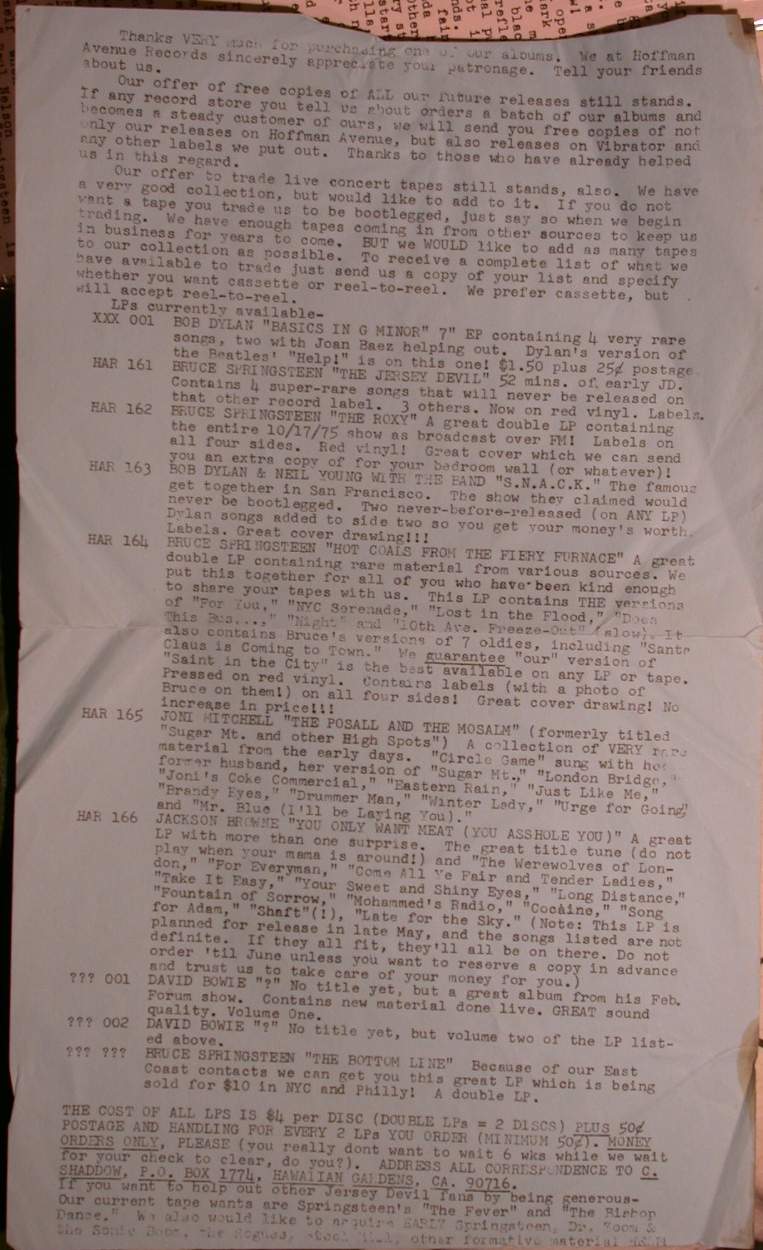 Thanks VERY much for purchasing one of our albums. We at Hoffman
Avenue Records sincerely appreciate your patronage. Tell your friends
about us.
Our offer of free copies of ALL our future releases still stands.
If any record store you tell us about orders a batch of our albums and
becomes a steady customer of ours, we will send you free copies of not
only our releases on Hoffman Avenue, but also releases on Vibrator and
any other labels we put out. Thanks to those who have already helped
us in this regard.
Our offer to trade live concert tapes still stands, also. We have
a very good collection, but would like to add to it. If you do not
want a tape you trade us to be bootlegged, just say so when we begin
trading. We have enough tapes coming in from other sources to keep us
in business for years to come. BUT we WOULD like to add as many tapes
to our collection as possible. To receive a complete list of what we
have available to trade just send us a copy of your list and specify
whether you want cassette or reel-to-reel. We prefer cassette, but
will accept reel-to-reel.
LPs currently available-
XXX 001 BOB DYLAN "BASICS IN G MINOR" 7" EP containing 4 very rare
songs, two with Joan Baez helping out. Dylan's version of
the Beatles' "Help!" is on this one! $1.50 plus 25¢ postage
HAR 161 BRUCE SPRINGSTEEN "THE JERSEY DEVIL" 52 mins. of early JD.
Contains 4 super-rare songs that will never be released on
that other record label. 3 others. Now on red vinyl. Labels.
HAR 162 BRUCE SPRINGSTEEN "THE ROXY" A great double LP containing
the entire 10/17/75 show as broadcast over FM! Labels on
all four sides. Red vinyl! Great cover which we can send
you an extra copy of for your bedroom wall (or whatever)!
HAR 163 BOB DYLAN & NEIL YOUNG WITH THE BAND "S.N.A.C.K." The famous
get together in San Francisco. The show they claimed would
never be bootlegged. Two never-before-released (on ANY LP)
Dylan songs added to side two so you get your money's worth.
Labels. Great cover drawing!!!
HAR 164 BRUCE SPRINGSTEEN "HOT COALS FROM THE FIERY FURNACE" A great
double LP containing rare material from various sources. We
put this together for all of you who have been kind enough
to share your tapes with us. This LP contains THE versions
of "For You," "NYC Serenade," "Lost in the Flood," "Does
This Bus...," "Night" and "10th Ave. Freeze-Out" (slow). It
also contains Bruce's versions of 7 oldies, including "Santa
Claus is Coming to Town." We guarantee "our" version of
"Saint in the City" is the best available on any LP or tape.
Pressed on red vinyl. Contains labels (with a photo of
Bruce on them!) on all four sides! Great cover drawing! No
increase in price!!!
HAR 165 JONI MITCHELL "THE POSALL AND THE MOSALM" (formerly titled
"Sugar Mt. and other High Spots") A collection of VERY rare
material from the early days. "Circle Game" sung with her
former husband, her version of "Sugar Mt.," "London Bridge,"
"Joni's Coke Commercial," "Eastern Rain," "Just Like Me,"
"Brandy Eyes," "Drummer Man," "Winter Lady," "Urge for Going"
and "Mr. Blue (I'll be Laying You)."
HAR 166 JACKSON BROWNE "YOU ONLY WANT MEAT (YOU ASSHOLE YOU)" A great
LP with more than one surprise. The great title tune (do not
play when your mama is around!) and "The Werewolves of Lon-
don," "For Everyman," "Come All Ye Fair and Tender Ladies,"
"Take It Easy," "Your Sweet and Shiny Eyes," "Long Distance,"
"Fountain of Sorrow," "Mohammed's Radio," "Cocaine," "Song
for Adam," "Shaft"(!), "Late for the Sky." (Note: This LP is
planned for release in late May, and the songs listed are not
definite. If they all fit, they'll all be on there. Do not
order 'til June unless you want to reserve a copy in advance
and trust us to take care of your money for you.)
??? 001 DAVID BOWIE "?" No title yet, but a great album from his Feb.
Forum show. Contains new material done live. GREAT sound
quality. Volume One.
??? 002 DAVID BOWIE "?" No title yet, but volume two of the LP list-
ed above.
??? ??? BRUCE SPRINGSTEEN "THE BOTTOM LINE" Because of our East
Coast contacts we can get you this great LP which is being
sold for $10 in NYC and Philly! A double LP.
THE COST OF ALL LPS IS $4 per DISC (DOUBLE LPs = 2 DISCS) PLUS 50¢
POSTAGE AND HANDLING FOR EVERY 2 LPs YOU ORDER (MINIMUM 50¢). MONEY
ORDERS ONLY, PLEASE (you really dont want to wait 6 wks while we wait
for your check to clear, do you?). ADDRESS ALL CORRESPONDENCE TO C.
SHADDOW, P.O. BOX 1774, HAWAIIAN GARDENS, CA. 90716.
If you want to help out other Jersey Devil fans by being generous-
Our current tape wants are Springsteen's "The Fever" and "The Bishop
Dance." We also would like to acquire EARLY Springsteen, Dr. Zoom &
the Sonic Boom, the Rogues, Steel Mill, other formative material